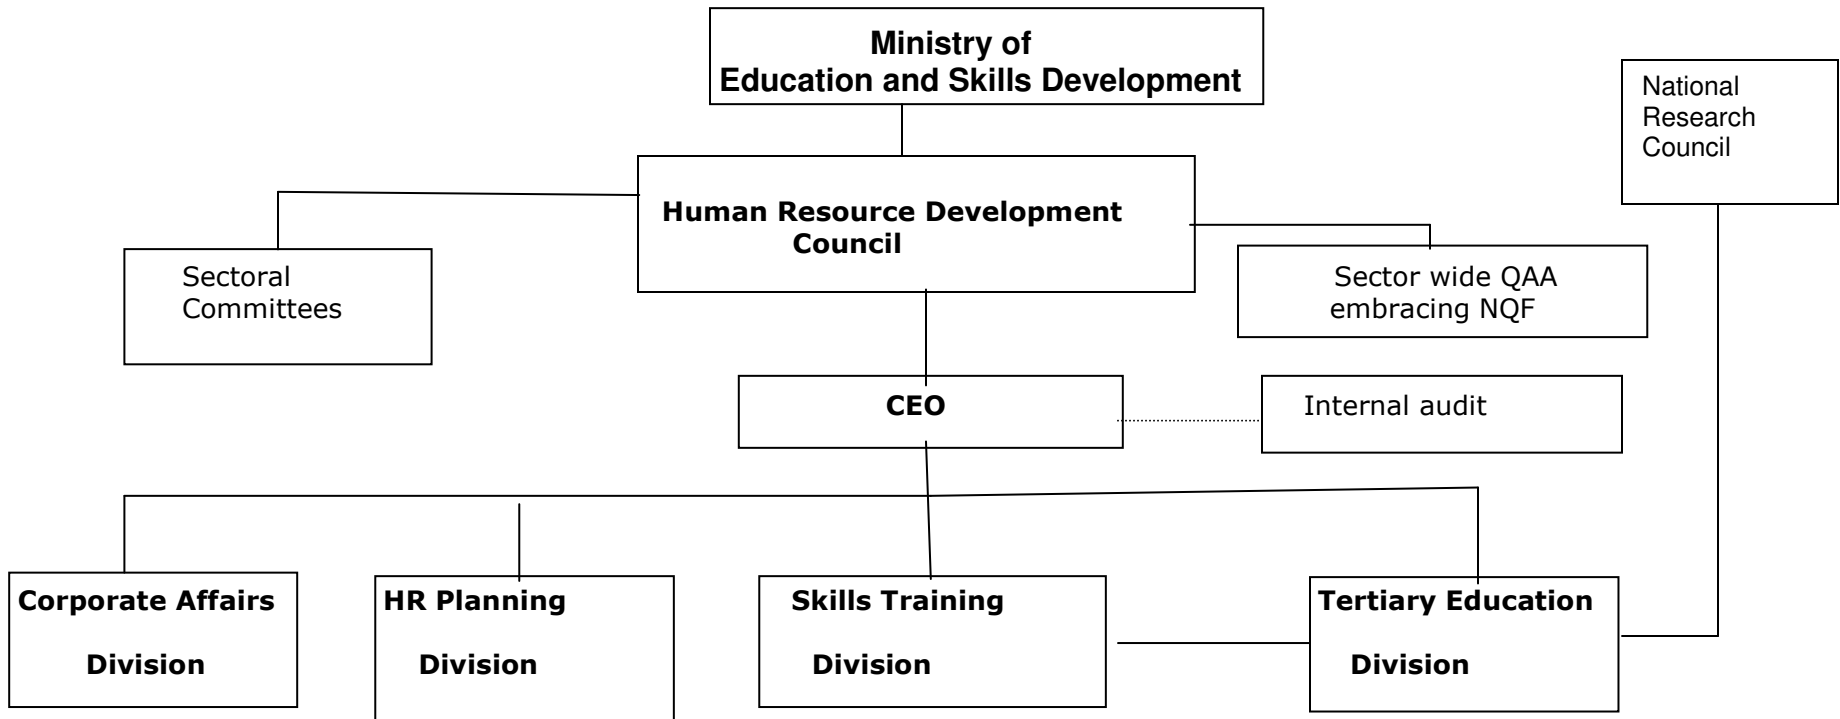 Ministry of
Education and Skills Development
National
Research
Council
Human Resource Development
Council
Sectoral
Committees
Sector wide QAA
embracing NQF
CEO
Internal audit
Corporate Affairs
Division
HR Planning
Division
Skills Training
Division
Tertiary Education
Division